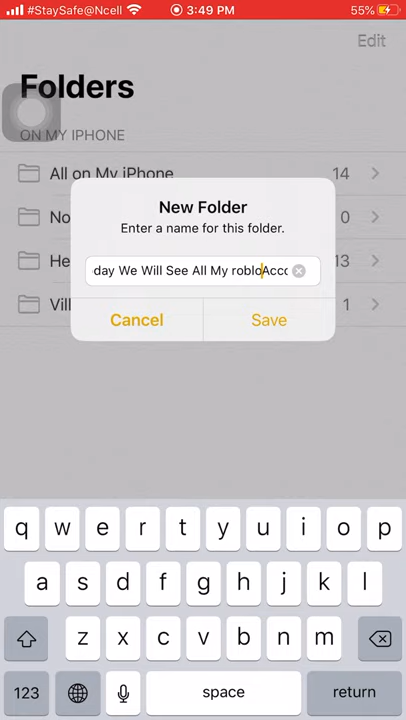 #StaySafe@Ncell 3:49 PM 55%
Edit
Folders
ON MY IPHONE
All on My iPhone 14
No 0
New Folder
Enter a name for this folder.
He 13
day We Will See All My robloAcco
Vill 1
Cancel Save
q w e r t y u i o p
a s d f g h j k l
z x c v b n m
123 space return